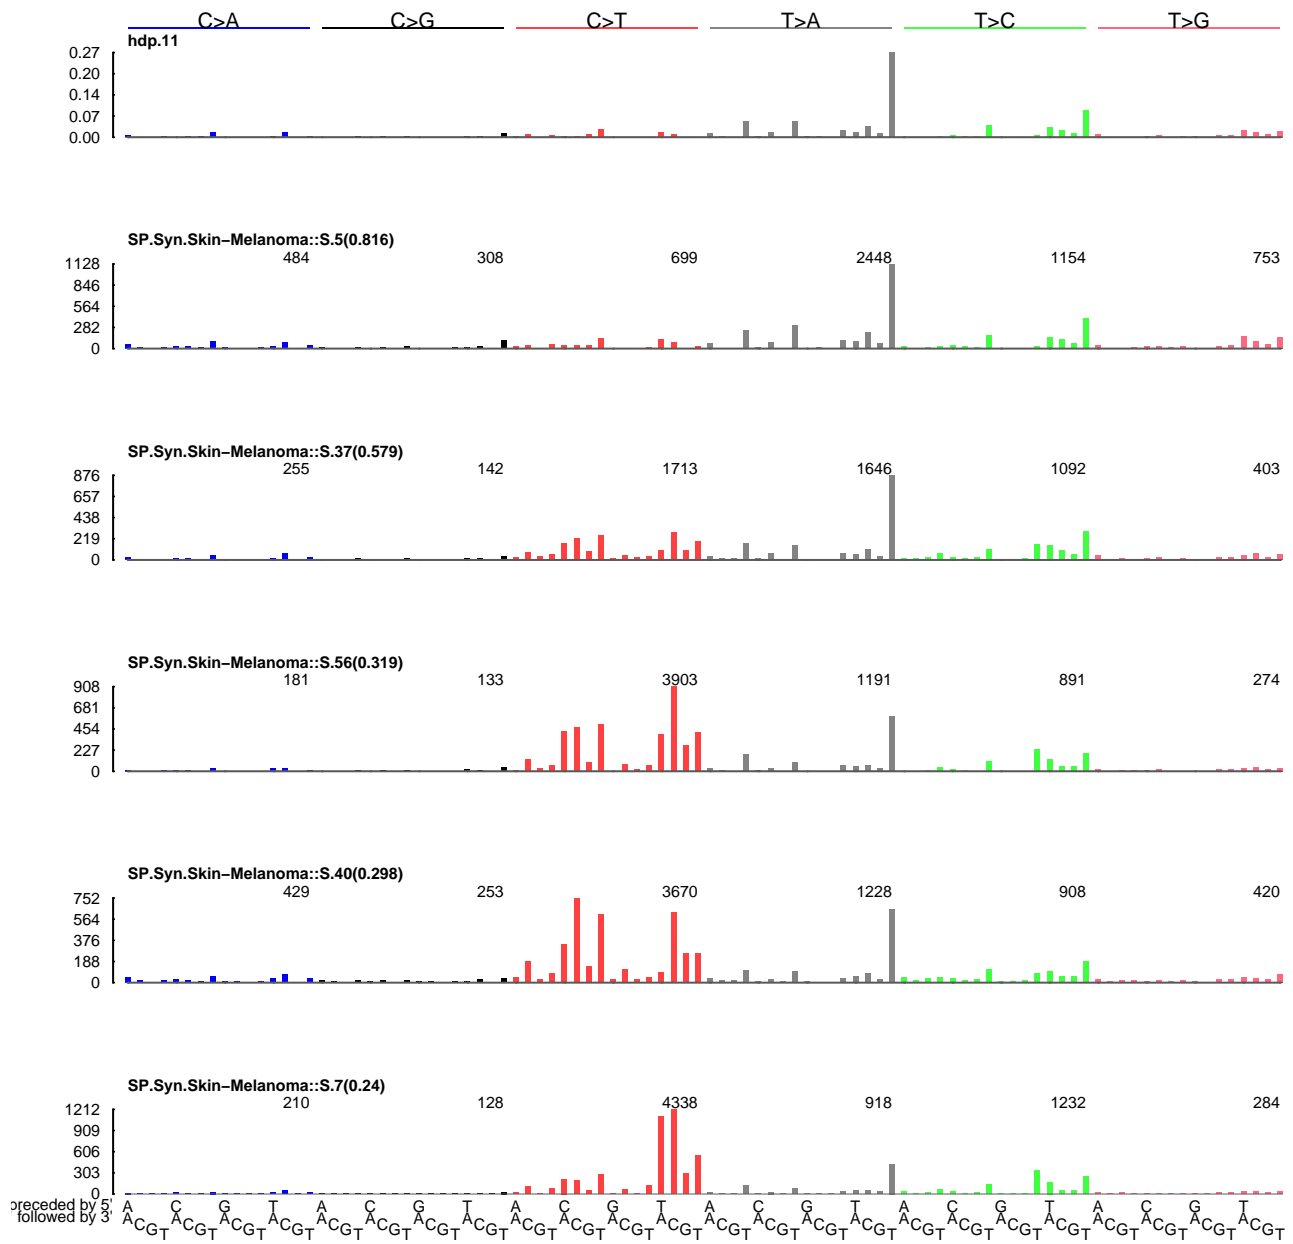 C>A C>G C>T T>A T>C T>G
hdp.11
0.27
0.20
0.14
0.07
0.00
SP.Syn.Skin−Melanoma::S.5(0.816)
484 308 699 2448 1154 753
1128
846
564
282
0
SP.Syn.Skin−Melanoma::S.37(0.579)
255 142 1713 1646 1092 403
876
657
438
219
0
SP.Syn.Skin−Melanoma::S.56(0.319)
181 133 3903 1191 891 274
908
681
454
227
0
SP.Syn.Skin−Melanoma::S.40(0.298)
429 253 3670 1228 908 420
752
564
376
188
0
SP.Syn.Skin−Melanoma::S.7(0.24)
210 128 4338 918 1232 284
1212
909
606
303
0
preceded by 5' A C G T A C G T A C G T A C G T A C G T A C G T
followed by 3' A C G T A C G T A C G T A C G T A C G T A C G T A C G T A C G T A C G T A C G T A C G T A C G T A C G T A C G T A C G T A C G T A C G T A C G T A C G T A C G T A C G T A C G T A C G T A C G T